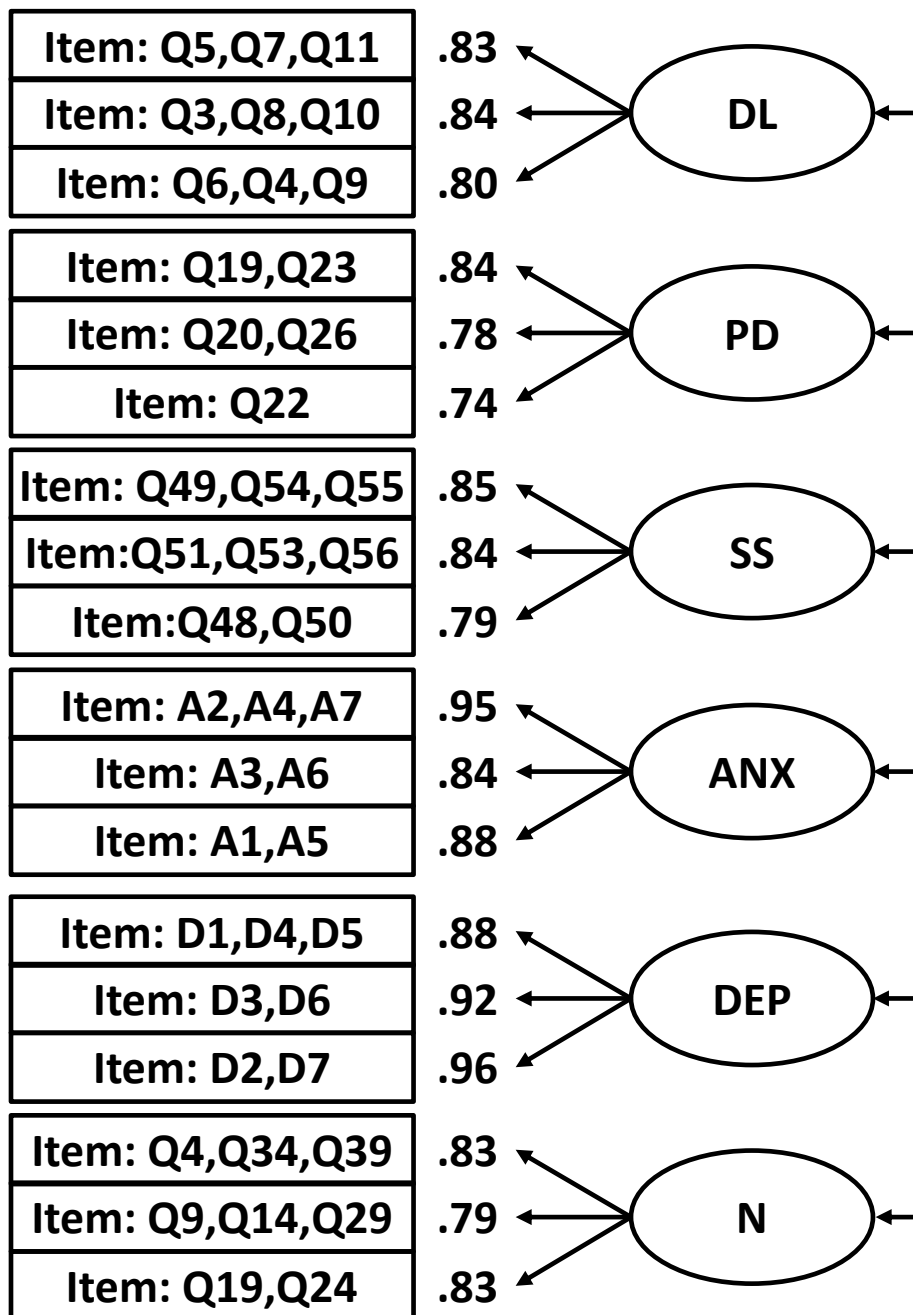 Item: Q5,Q7,Q11 .83
Item: Q3,Q8,Q10 .84 DL
Item: Q6,Q4,Q9 .80
Item: Q19,Q23 .84
Item: Q20,Q26 .78 PD
Item: Q22 .74
Item: Q49,Q54,Q55 .85
Item:Q51,Q53,Q56 .84 SS
Item:Q48,Q50 .79
Item: A2,A4,A7 .95
Item: A3,A6 .84 ANX
Item: A1,A5 .88
Item: D1,D4,D5 .88
Item: D3,D6 .92 DEP
Item: D2,D7 .96
Item: Q4,Q34,Q39 .83
Item: Q9,Q14,Q29 .79 N
Item: Q19,Q24 .83